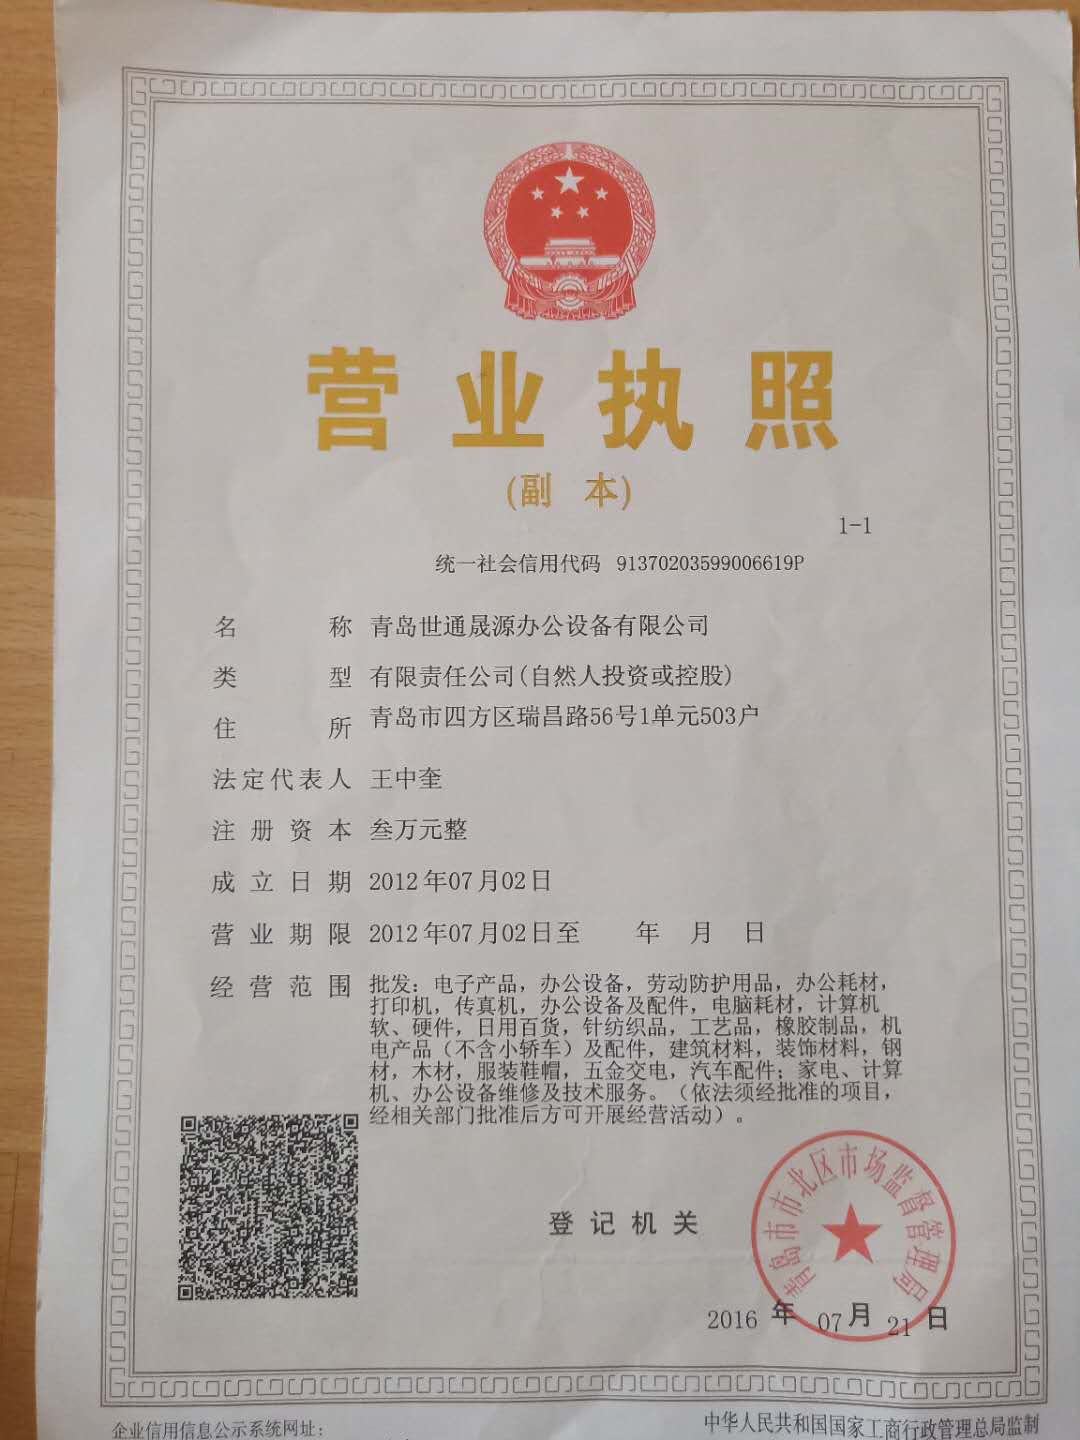 营业执照
(副 本)
1-1
统一社会信用代码 91370203599006619P
名 称 青岛世通晟源办公设备有限公司
类 型 有限责任公司(自然人投资或控股)
住 所 青岛市四方区瑞昌路56号1单元503户
法定代表人 王中奎
注册资本 叁万元整
成立日期 2012年07月02日
营业期限 2012年07月02日至 年 月 日
经营范围 批发：电子产品，办公设备，劳动防护用品，办公耗材，
打印机，传真机，办公设备及配件，电脑耗材，计算机
软、硬件，日用百货，针纺织品，工艺品，橡胶制品，机
电产品（不含小轿车）及配件，建筑材料，装饰材料，钢
材，木材，服装鞋帽，五金交电，汽车配件；家电、计算
机、办公设备维修及技术服务。（依法须经批准的项目，
经相关部门批准后方可开展经营活动）。
登记机关
青岛市市北区市场监督管理局
2016 年 07 月 21 日
企业信用信息公示系统网址：
中华人民共和国国家工商行政管理总局监制